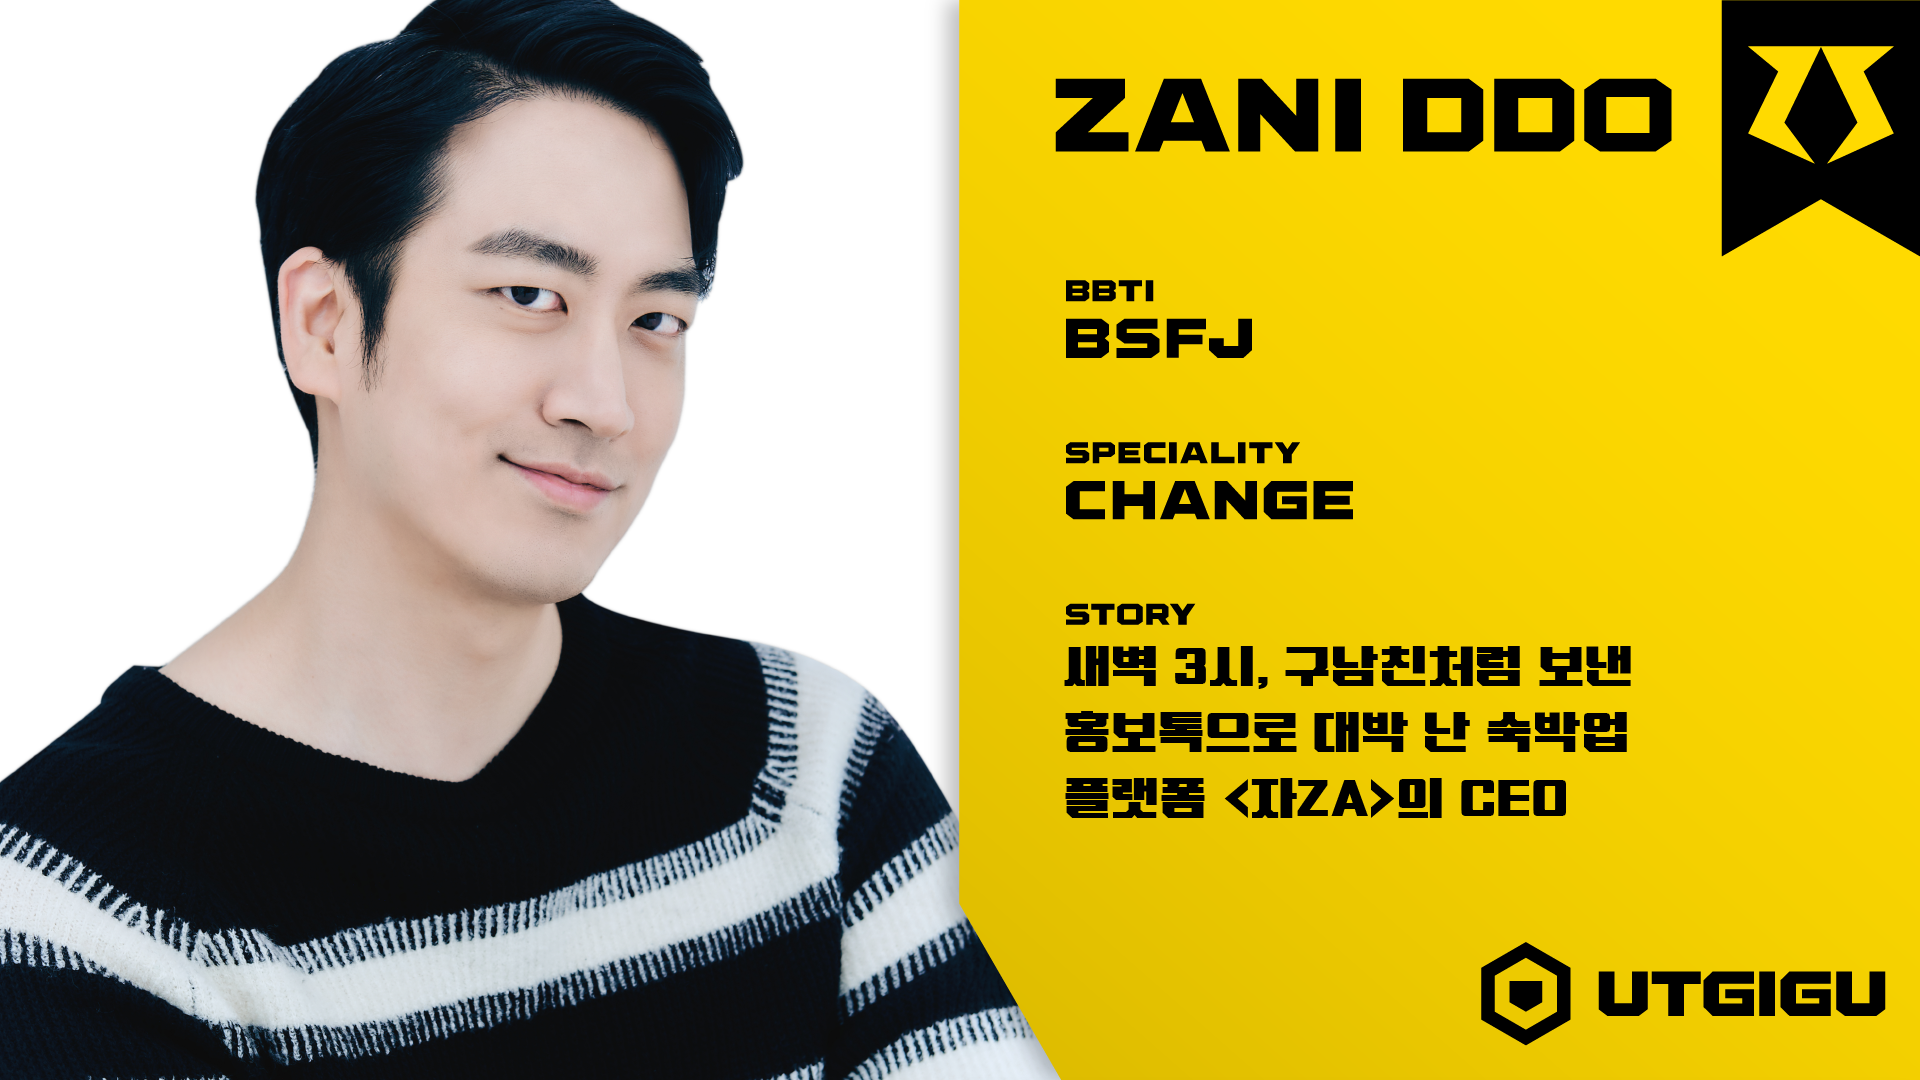 ZANI DDO
BBTI
BSFJ
SPECIALITY
CHANGE
STORY
새벽 3시, 구남친처럼 보낸
홍보톡으로 대박 난 숙박업
플랫폼 <자ZA>의 CEO
UTGIGU